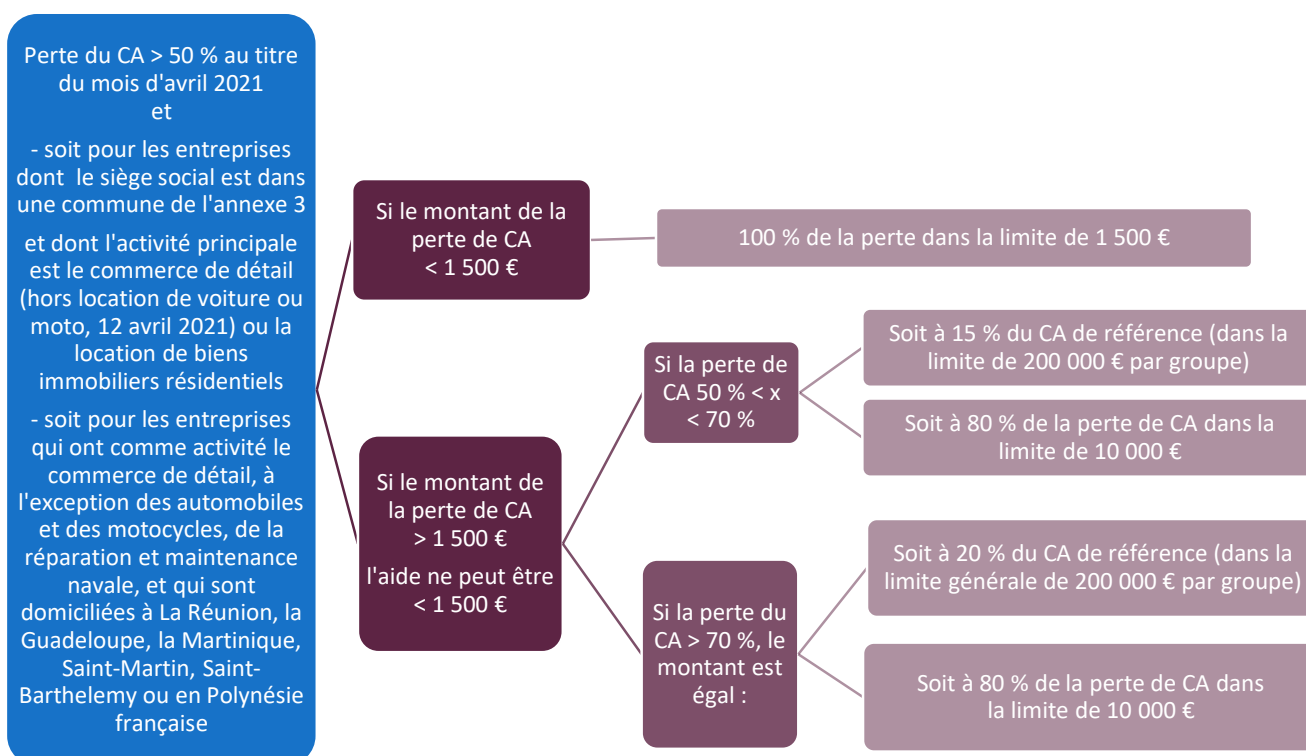 Perte du CA > 50 % au titre
du mois d'avril 2021
et
- soit pour les entreprises
dont le siège social est dans
une commune de l'annexe 3
et dont l'activité principale
est le commerce de détail
(hors location de voiture ou
moto, 12 avril 2021) ou la
location de biens
immobiliers résidentiels
- soit pour les entreprises
qui ont comme activité le
commerce de détail, à
l'exception des automobiles
et des motocycles, de la
réparation et maintenance
navale, et qui sont
domiciliées à La Réunion, la
Guadeloupe, la Martinique,
Saint-Martin, Saint-
Barthelemy ou en Polynésie
française
Si le montant de la
perte de CA
< 1 500 €
100 % de la perte dans la limite de 1 500 €
Si le montant de
la perte de CA
> 1 500 €
l'aide ne peut être
< 1 500 €
Si la perte de
CA 50 % < x
< 70 %
Soit à 15 % du CA de référence (dans la
limite de 200 000 € par groupe)
Soit à 80 % de la perte de CA dans la
limite de 10 000 €
Si la perte du
CA > 70 %, le
montant est
égal :
Soit à 20 % du CA de référence (dans la
limite générale de 200 000 € par groupe)
Soit à 80 % de la perte de CA dans
la limite de 10 000 €